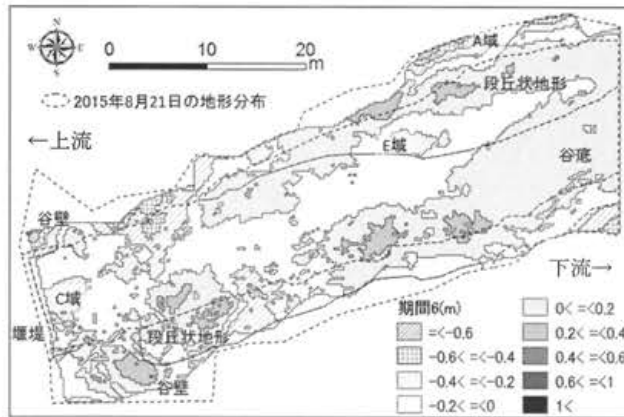 N
W E
S
0 10 20
m
2015年8月21日の地形分布
←上流
A域
段丘状地形
E域
谷底
谷壁
C域
堰堤
段丘状地形
谷壁
下流→
期間6(m)
=<-0.6
-0.6< =<-0.4
-0.4< =<-0.2
-0.2< =<0
0< =<0.2
0.2< =<0.4
0.4< =<0.6
0.6< =<1
1<